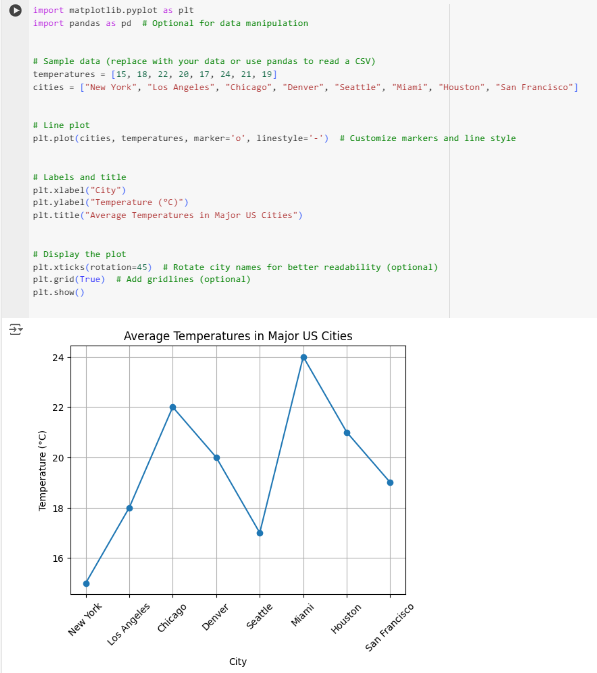 import matplotlib.pyplot as plt
import pandas as pd  # Optional for data manipulation
# Sample data (replace with your data or use pandas to read a CSV)
temperatures = [15, 18, 22, 20, 17, 24, 21, 19]
cities = ["New York", "Los Angeles", "Chicago", "Denver", "Seattle", "Miami", "Houston", "San Francisco"]
# Line plot
plt.plot(cities, temperatures, marker='o', linestyle='-')  # Customize markers and line style
# Labels and title
plt.xlabel("City")
plt.ylabel("Temperature (°C)")
plt.title("Average Temperatures in Major US Cities")
# Display the plot
plt.xticks(rotation=45)  # Rotate city names for better readability (optional)
plt.grid(True)  # Add gridlines (optional)
plt.show()
Average Temperatures in Major US Cities
Temperature (°C)
24
22
20
18
16
New York
Los Angeles
Chicago
Denver
Seattle
Miami
Houston
San Francisco
City